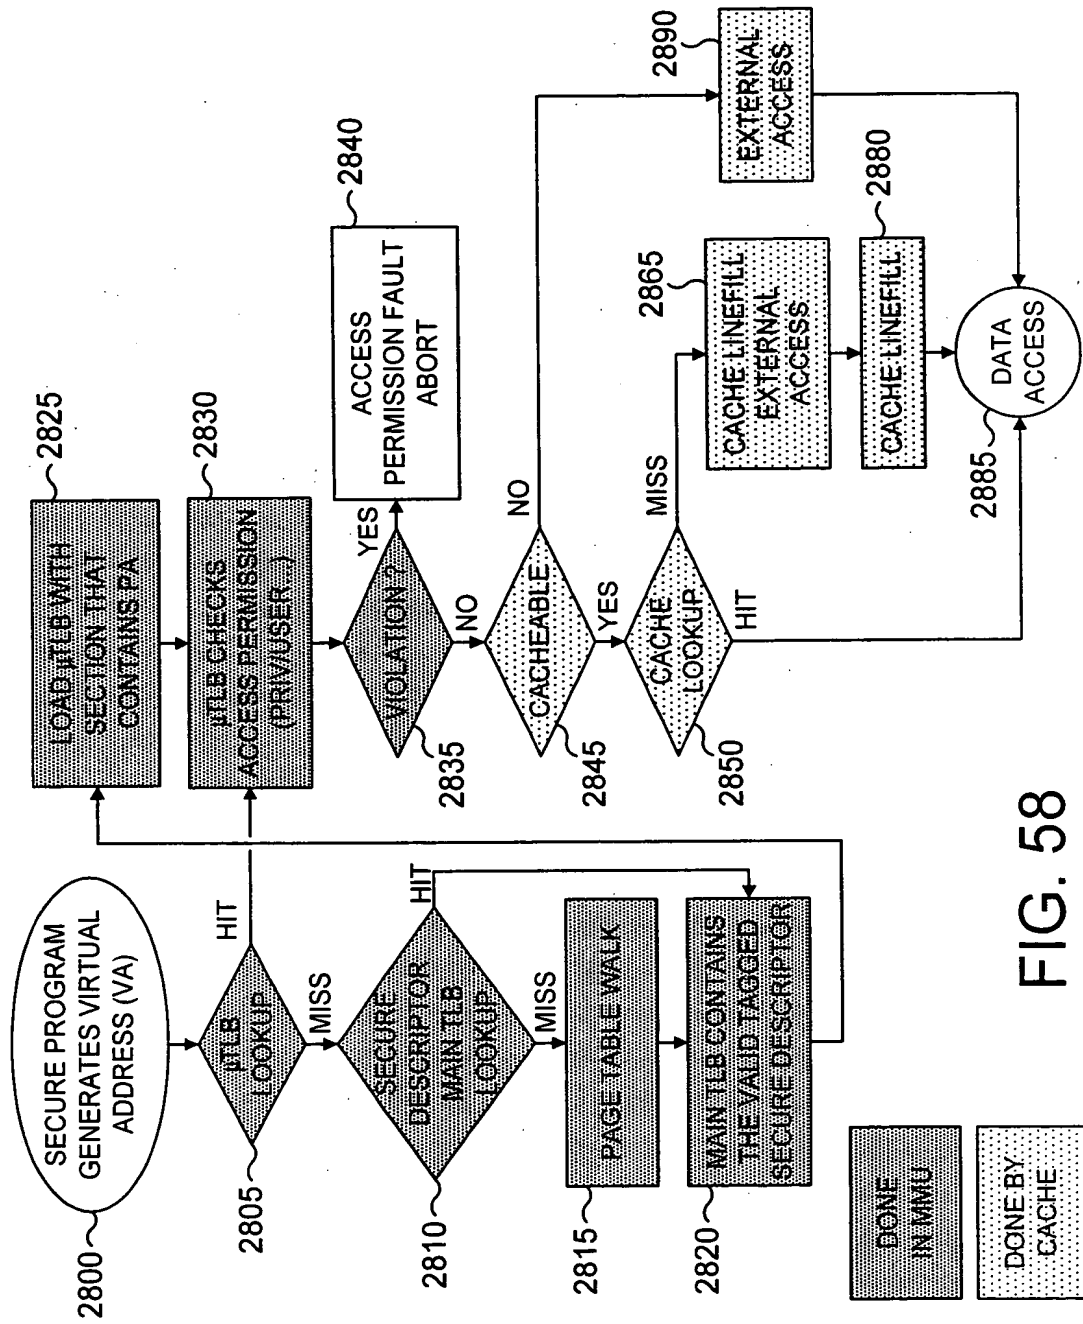 SECURE PROGRAM
GENERATES VIRTUAL
ADDRESS (VA)
2800
µTLB
LOOKUP
2805
HIT
MISS
SECURE
DESCRIPTOR
MAIN TLB
LOOKUP
2810
HIT
MISS
PAGE TABLE WALK
2815
MAIN TLB CONTAINS
THE VALID TAGGED
SECURE DESCRIPTOR
2820
LOAD µTLB WITH
SECTION THAT
CONTAINS PA
2825
µTLB CHECKS
ACCESS PERMISSION
(PRIV/USER...)
2830
VIOLATION ?
2835
YES
NO
ACCESS
PERMISSION FAULT
ABORT
2840
CACHEABLE
2845
NO
YES
CACHE
LOOKUP
2850
MISS
HIT
CACHE LINEFILL
EXTERNAL
ACCESS
2865
CACHE LINEFILL
2880
EXTERNAL
ACCESS
2890
DATA
ACCESS
2885
DONE
IN MMU
DONE BY
CACHE
FIG. 58